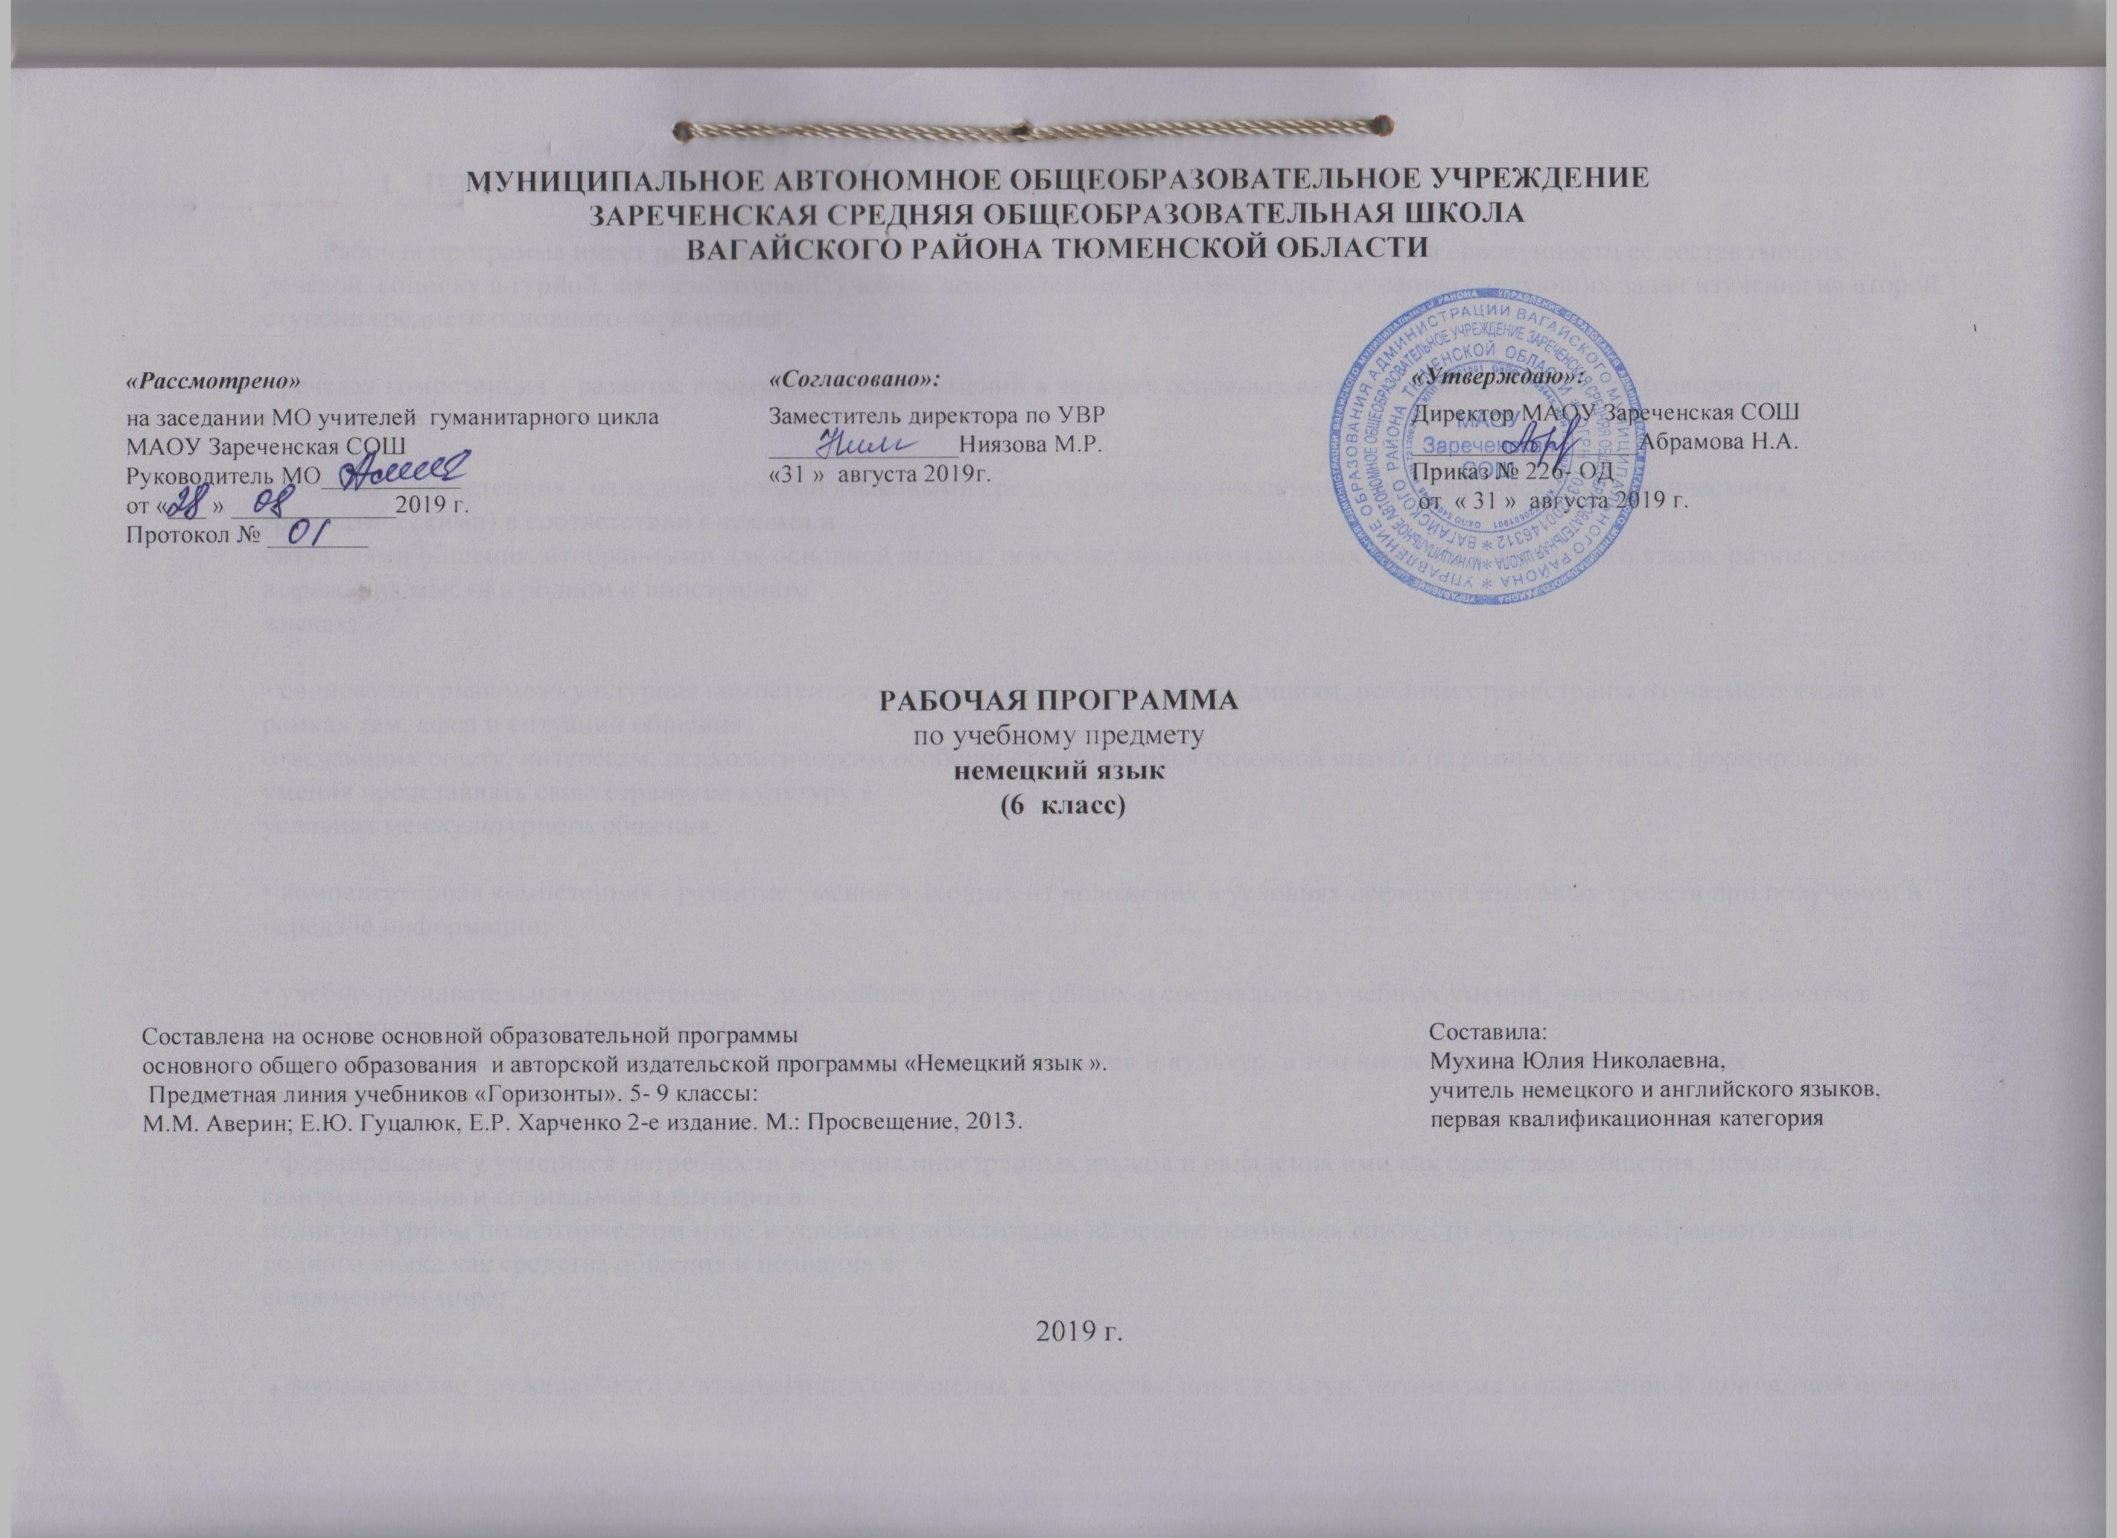 МУНИЦИПАЛЬНОЕ АВТОНОМНОЕ ОБЩЕОБРАЗОВАТЕЛЬНОЕ УЧРЕЖДЕНИЕ
ЗАРЕЧЕНСКАЯ СРЕДНЯЯ ОБЩЕОБРАЗОВАТЕЛЬНАЯ ШКОЛА
ВАГАЙСКОГО РАЙОНА ТЮМЕНСКОЙ ОБЛАСТИ
«Рассмотрено»
на заседании МО учителей гуманитарного цикла
МАОУ Зареченская СОШ
Руководитель МО
от «28 » 08 2019 г.
Протокол № 01
«Согласовано»:
Заместитель директора по УВР
Ниязова М.Р.
«31 » августа 2019г.
«Утверждаю»:
Директор МАОУ Зареченская СОШ
Абрамова Н.А.
Приказ № 226- ОД
от « 31 » августа 2019 г.
МАОУ
Зареченская
СОШ
РАБОЧАЯ ПРОГРАММА
по учебному предмету
немецкий язык
(6 класс)
Составлена на основе основной образовательной программы
основного общего образования и авторской издательской программы «Немецкий язык ».
Предметная линия учебников «Горизонты». 5- 9 классы:
М.М. Аверин; Е.Ю. Гуцалюк, Е.Р. Харченко 2-е издание. М.: Просвещение, 2013.
Составила:
Мухина Юлия Николаевна,
учитель немецкого и английского языков,
первая квалификационная категория
2019 г.